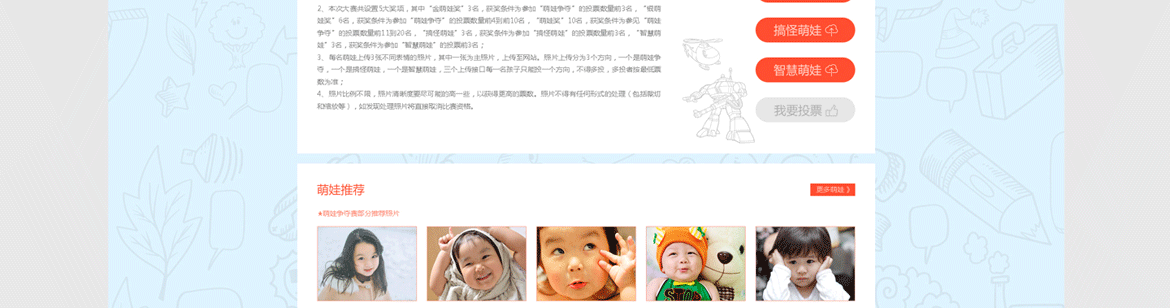 2、本次大赛共设置5大奖项，其中“金萌娃奖”3名，获奖条件为参加“萌娃争夺”的投票数量前3名，“银萌
娃奖”6名，获奖条件为参加“萌娃争夺”的投票数量前4到前10名，“萌娃奖”10名，获奖条件为参见“萌娃
争夺”的投票数量前11到20名，“搞怪萌娃”3名，获奖条件为参加“搞怪萌娃”的投票数量前3名，“智慧萌
娃”3名，获奖条件为参加“智慧萌娃”的投票前3名；
3、每名萌娃上传3张不同表情的照片，其中一张为主照片，上传至网站。照片上传分为3个方向，一个是萌娃争
夺，一个是搞怪萌娃，一个是智慧萌娃，三个上传接口每一名孩子只能投一个方向，不得多投，多投者按最低票
数为准；
4、照片比例不限，照片清晰度要尽可能的高一些，以获得更高的票数。照片不得有任何形式的处理（包括裁切
和缩放等），如发现处理照片将直接取消比赛资格。
搞怪萌娃
智慧萌娃
我要投票
萌娃推荐
更多萌娃 》
★萌娃争夺赛部分推荐照片